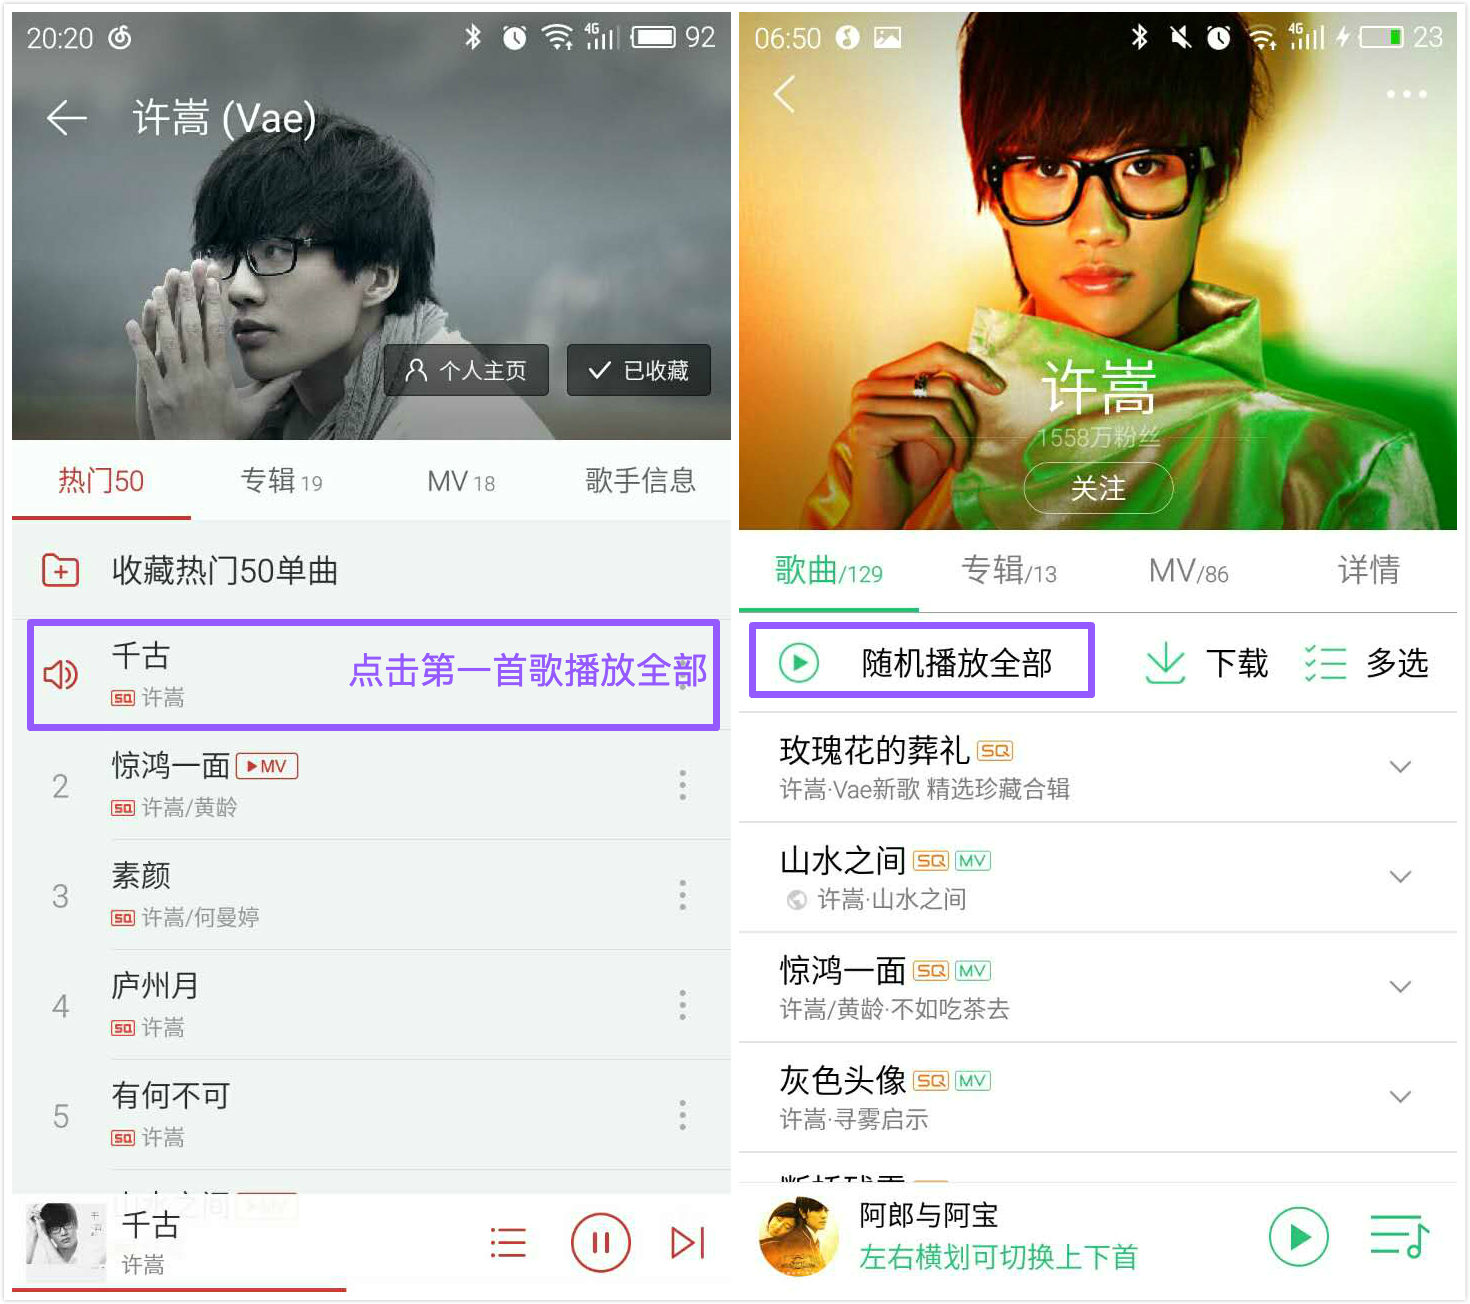 20:20
4G
92
许嵩 (Vae)
个人主页
已收藏
热门50
专辑 19
MV 18
歌手信息
收藏热门50单曲
千古
SQ 许嵩
点击第一首歌播放全部
2
惊鸿一面 MV
SQ 许嵩/黄龄
3
素颜
SQ 许嵩/何曼婷
4
庐州月
SQ 许嵩
5
有何不可
SQ 许嵩
山水之间 MV
千古
许嵩
06:50
4G
23
许嵩
1558万粉丝
关注
歌曲/129
专辑/13
MV/86
详情
随机播放全部
下载
多选
玫瑰花的葬礼 SQ
许嵩·Vae新歌 精选珍藏合辑
山水之间 SQ MV
许嵩·山水之间
惊鸿一面 SQ MV
许嵩/黄龄·不如吃茶去
灰色头像 SQ MV
许嵩·寻雾启示
阿郎与阿宝
左右横划可切换上下首